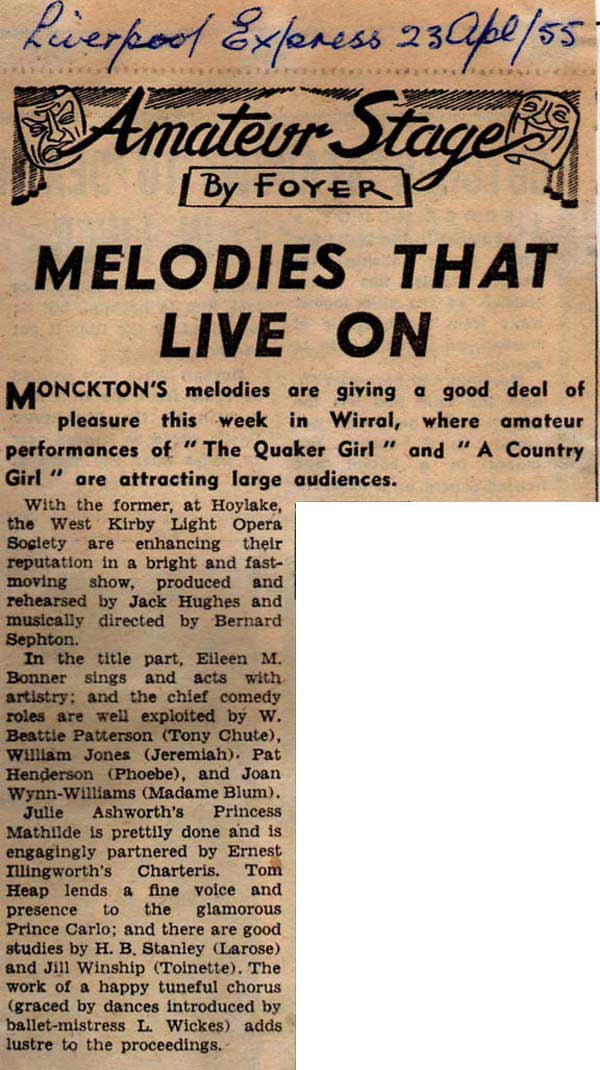 Liverpool Express 23 Apl/55
Amateur Stage
By FOYER
MELODIES THAT
LIVE ON
MONCKTON'S melodies are giving a good deal of
pleasure this week in Wirral, where amateur
performances of "The Quaker Girl" and "A Country
Girl" are attracting large audiences.
With the former, at Hoylake,
the West Kirby Light Opera
Society are enhancing their
reputation in a bright and fast-
moving show, produced and
rehearsed by Jack Hughes and
musically directed by Bernard
Sephton.
In the title part, Eileen M.
Bonner sings and acts with
artistry; and the chief comedy
roles are well exploited by W.
Beattie Patterson (Tony Chute),
William Jones (Jeremiah). Pat
Henderson (Phoebe), and Joan
Wynn-Williams (Madame Blum).
Julie Ashworth's Princess
Mathilde is prettily done and is
engagingly partnered by Ernest
Illingworth's Charteris. Tom
Heap lends a fine voice and
presence to the glamorous
Prince Carlo; and there are good
studies by H. B. Stanley (Larose)
and Jill Winship (Toinette). The
work of a happy tuneful chorus
(graced by dances introduced by
ballet-mistress L. Wickes) adds
lustre to the proceedings.